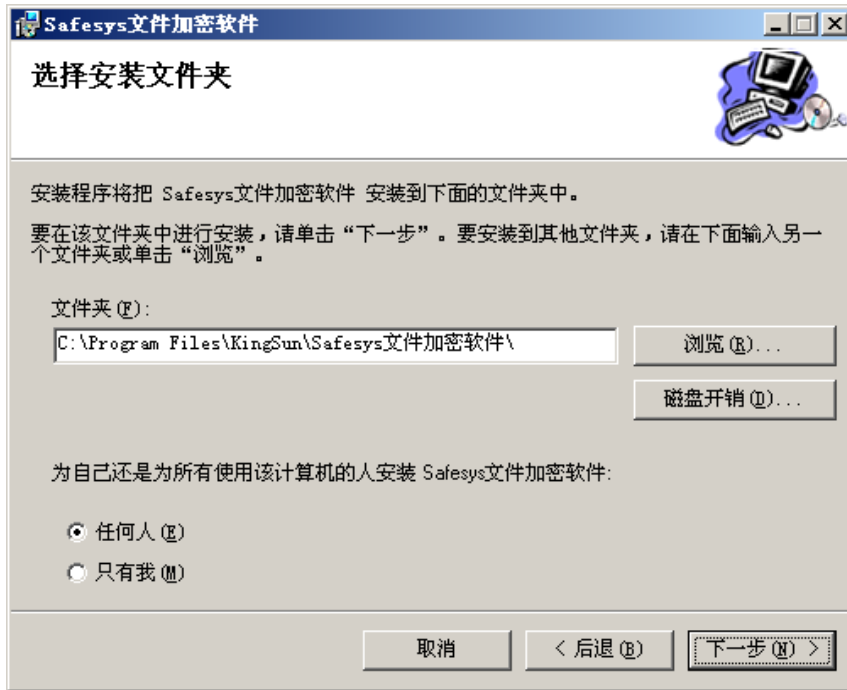 Safesys文件加密软件
选择安装文件夹
安装程序将把 Safesys文件加密软件 安装到下面的文件夹中。
要在该文件夹中进行安装，请单击“下一步”。要安装到其他文件夹，请在下面输入另一
个文件夹或单击“浏览”。
文件夹(F):
C:\Program Files\KingSun\Safesys文件加密软件\
浏览(R)...
磁盘开销(D)...
为自己还是为所有使用该计算机的人安装 Safesys文件加密软件:
任何人(E)
只有我(M)
取消
< 后退(B)
下一步(N) >